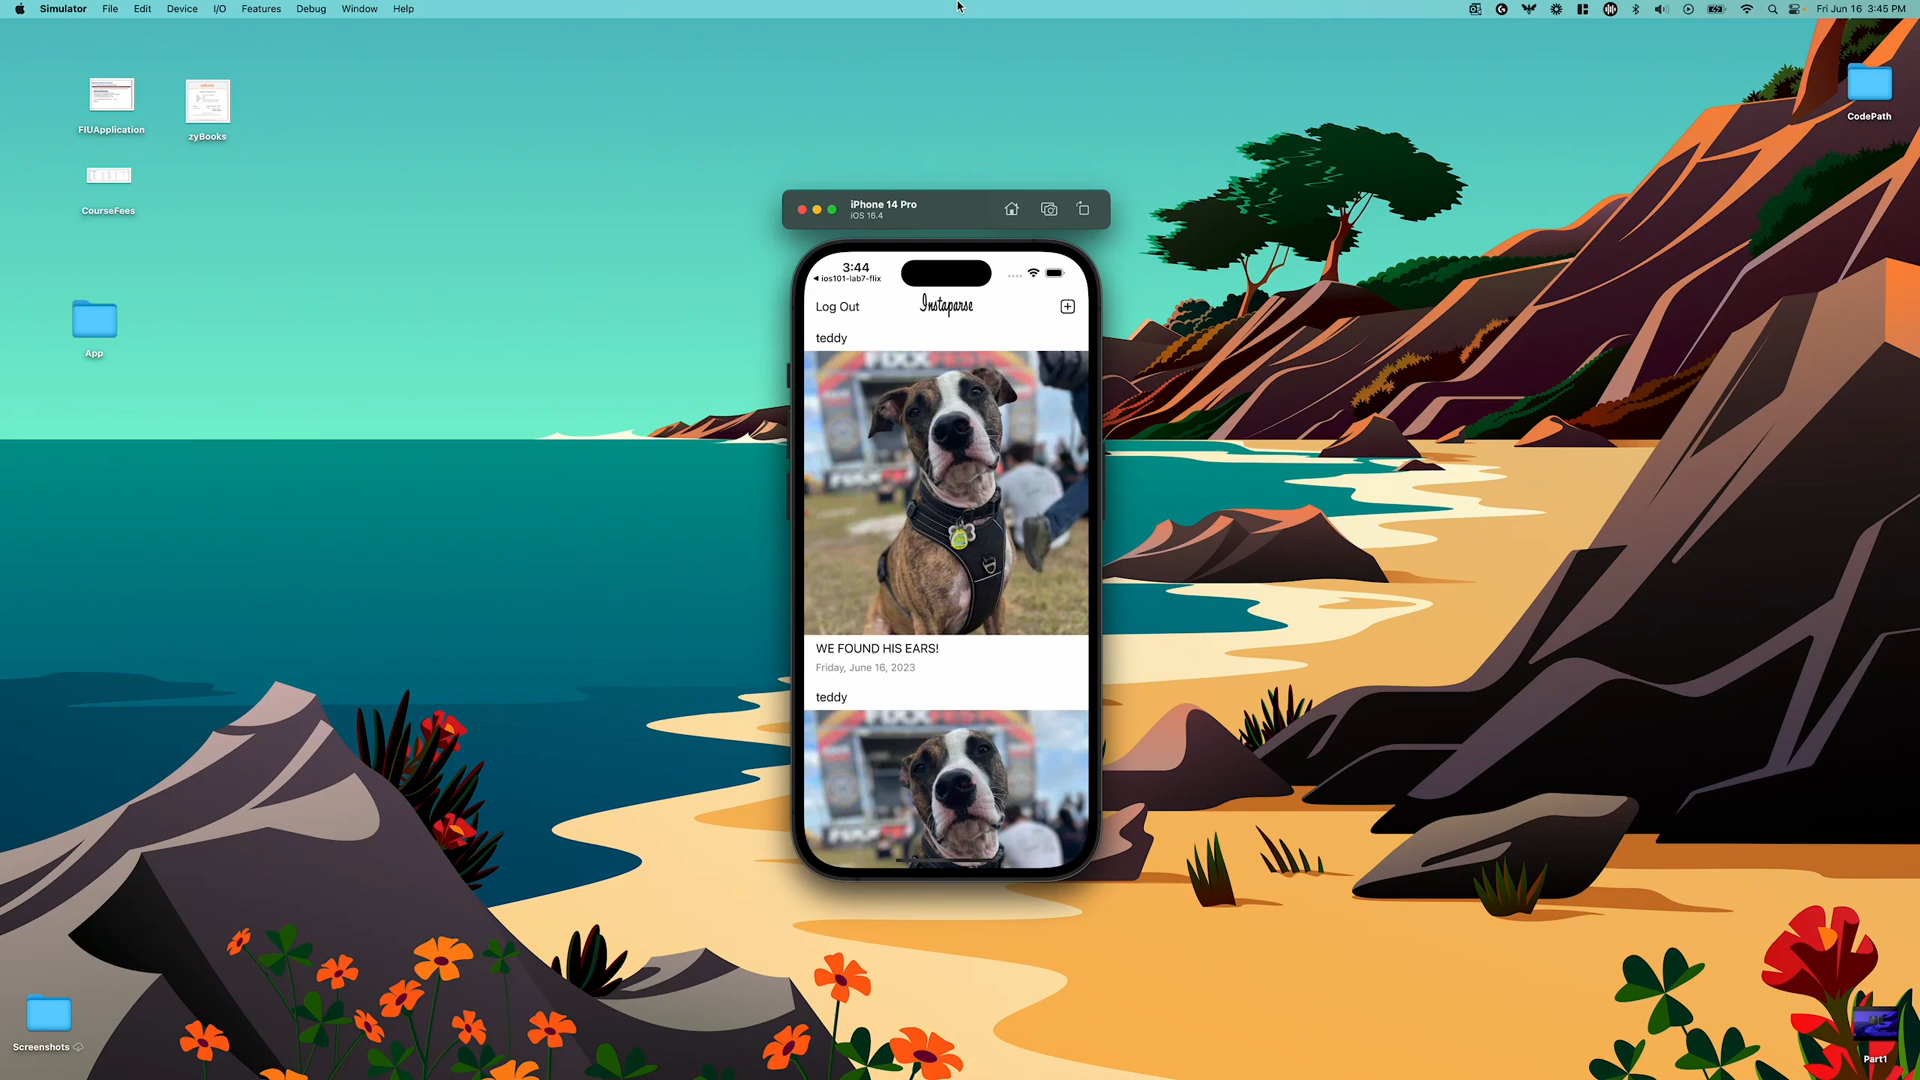 Simulator File Edit Device I/O Features Debug Window Help
Fri Jun 16 3:45 PM
FIUApplication
zyBooks
CourseFees
App
Screenshots
CodePath
Part1
iPhone 14 Pro
iOS 16.4
3:44
ios101-lab7-flix
Log Out
Instaparse
teddy
WE FOUND HIS EARS!
Friday, June 16, 2023
teddy